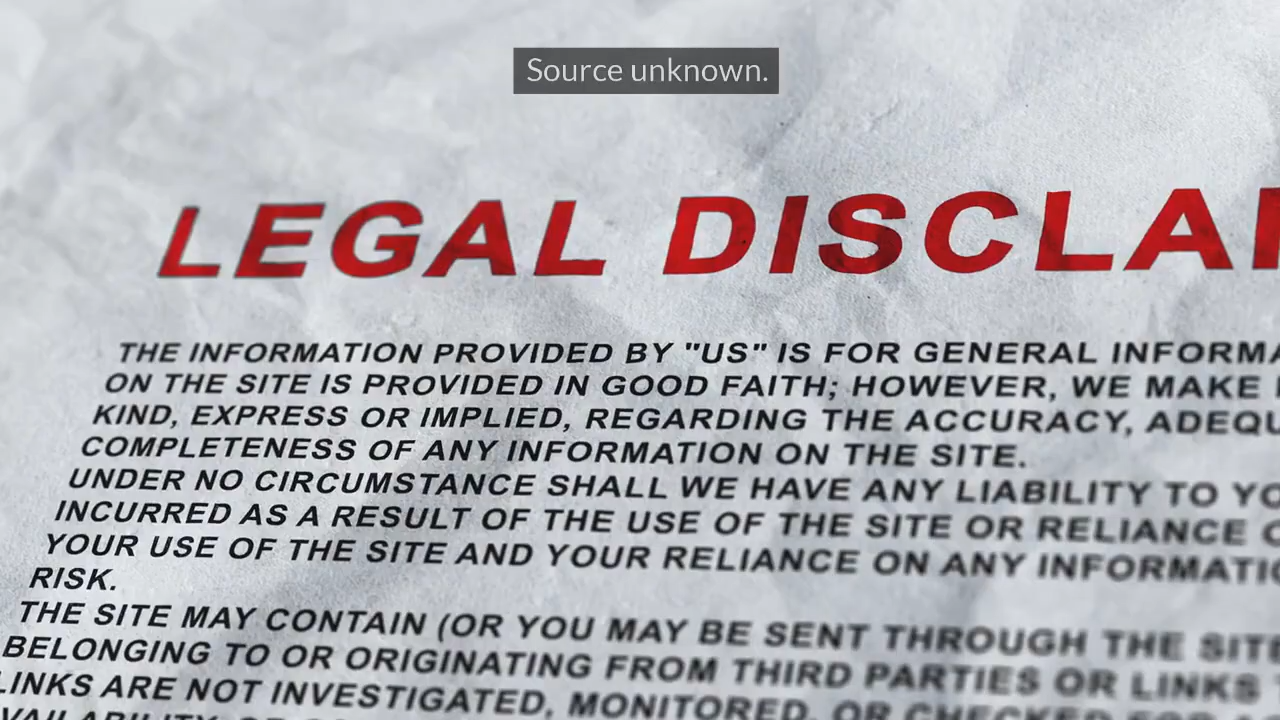 Source unknown.
LEGAL DISCLAI
THE INFORMATION PROVIDED BY "US" IS FOR GENERAL INFORMA
ON THE SITE IS PROVIDED IN GOOD FAITH; HOWEVER, WE MAKE
KIND, EXPRESS OR IMPLIED, REGARDING THE ACCURACY, ADEQU
COMPLETENESS OF ANY INFORMATION ON THE SITE.
UNDER NO CIRCUMSTANCE SHALL WE HAVE ANY LIABILITY TO YO
INCURRED AS A RESULT OF THE USE OF THE SITE OR RELIANCE O
YOUR USE OF THE SITE AND YOUR RELIANCE ON ANY INFORMATIO
RISK.
THE SITE MAY CONTAIN (OR YOU MAY BE SENT THROUGH THE SITE
BELONGING TO OR ORIGINATING FROM THIRD PARTIES OR LINKS
LINKS ARE NOT INVESTIGATED, MONITORED, OR CHECKED FOR